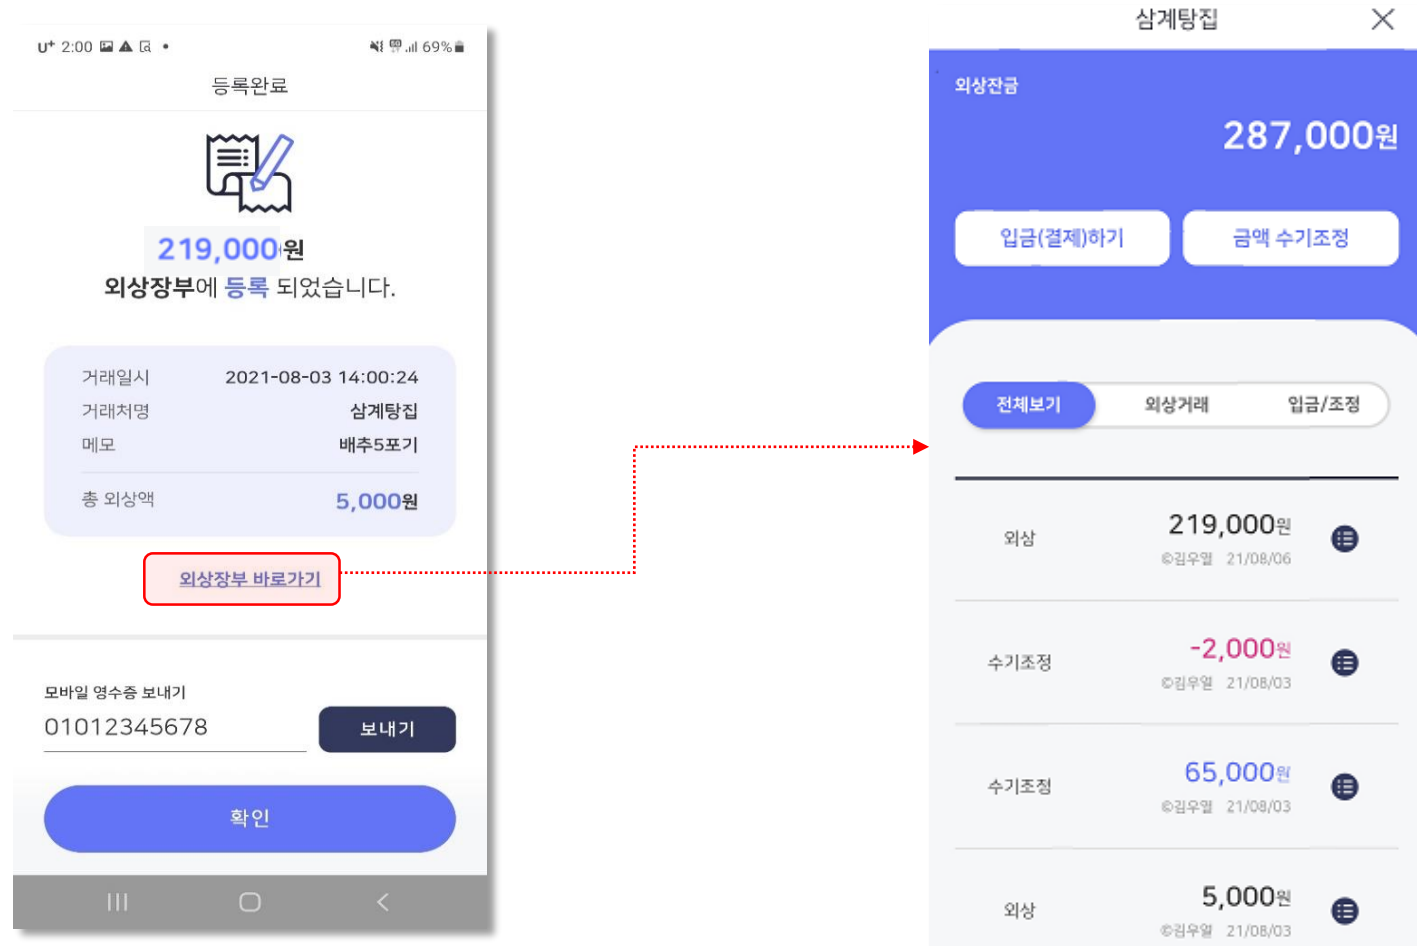 U+ 2:00
69%
등록완료
219,000원
외상장부에 등록 되었습니다.
거래일시 2021-08-03 14:00:24
거래처명 삼계탕집
메모 배추5포기
총 외상액 5,000원
외상장부 바로가기
모바일 영수증 보내기
01012345678 보내기
확인
삼계탕집
외상잔금
287,000원
입금(결제)하기 금액 수기조정
전체보기 외상거래 입금/조정
외상 219,000원
©김우열 21/08/06
수기조정 -2,000원
©김우열 21/08/03
수기조정 65,000원
©김우열 21/08/03
외상 5,000원
©김우열 21/08/03